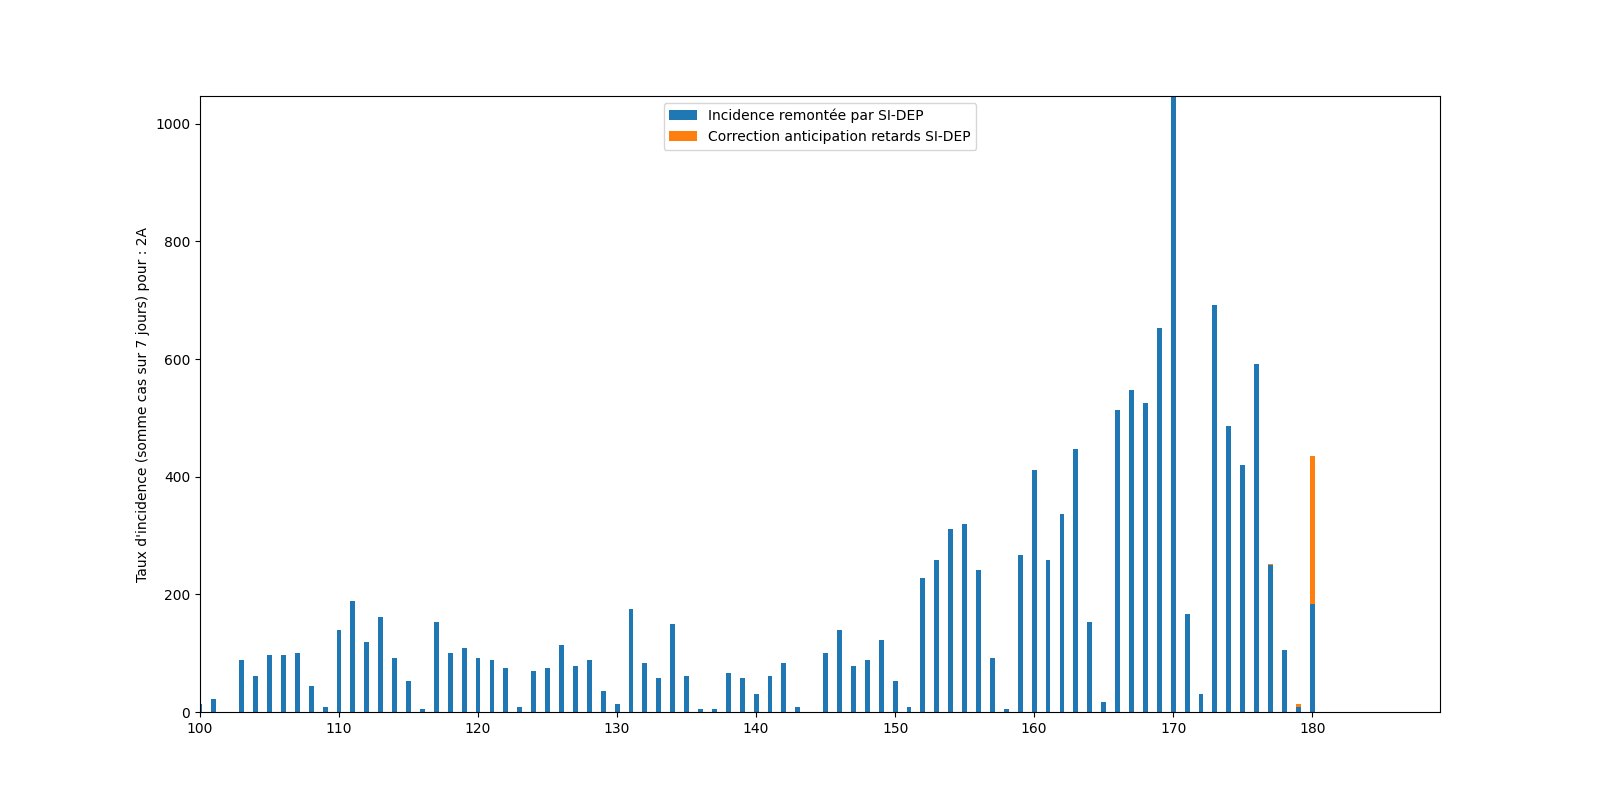 Incidence remontée par SI-DEP
Correction anticipation retards SI-DEP
Taux d'incidence (somme cas sur 7 jours) pour : 2A
1000
800
600
400
200
0
100 110 120 130 140 150 160 170 180